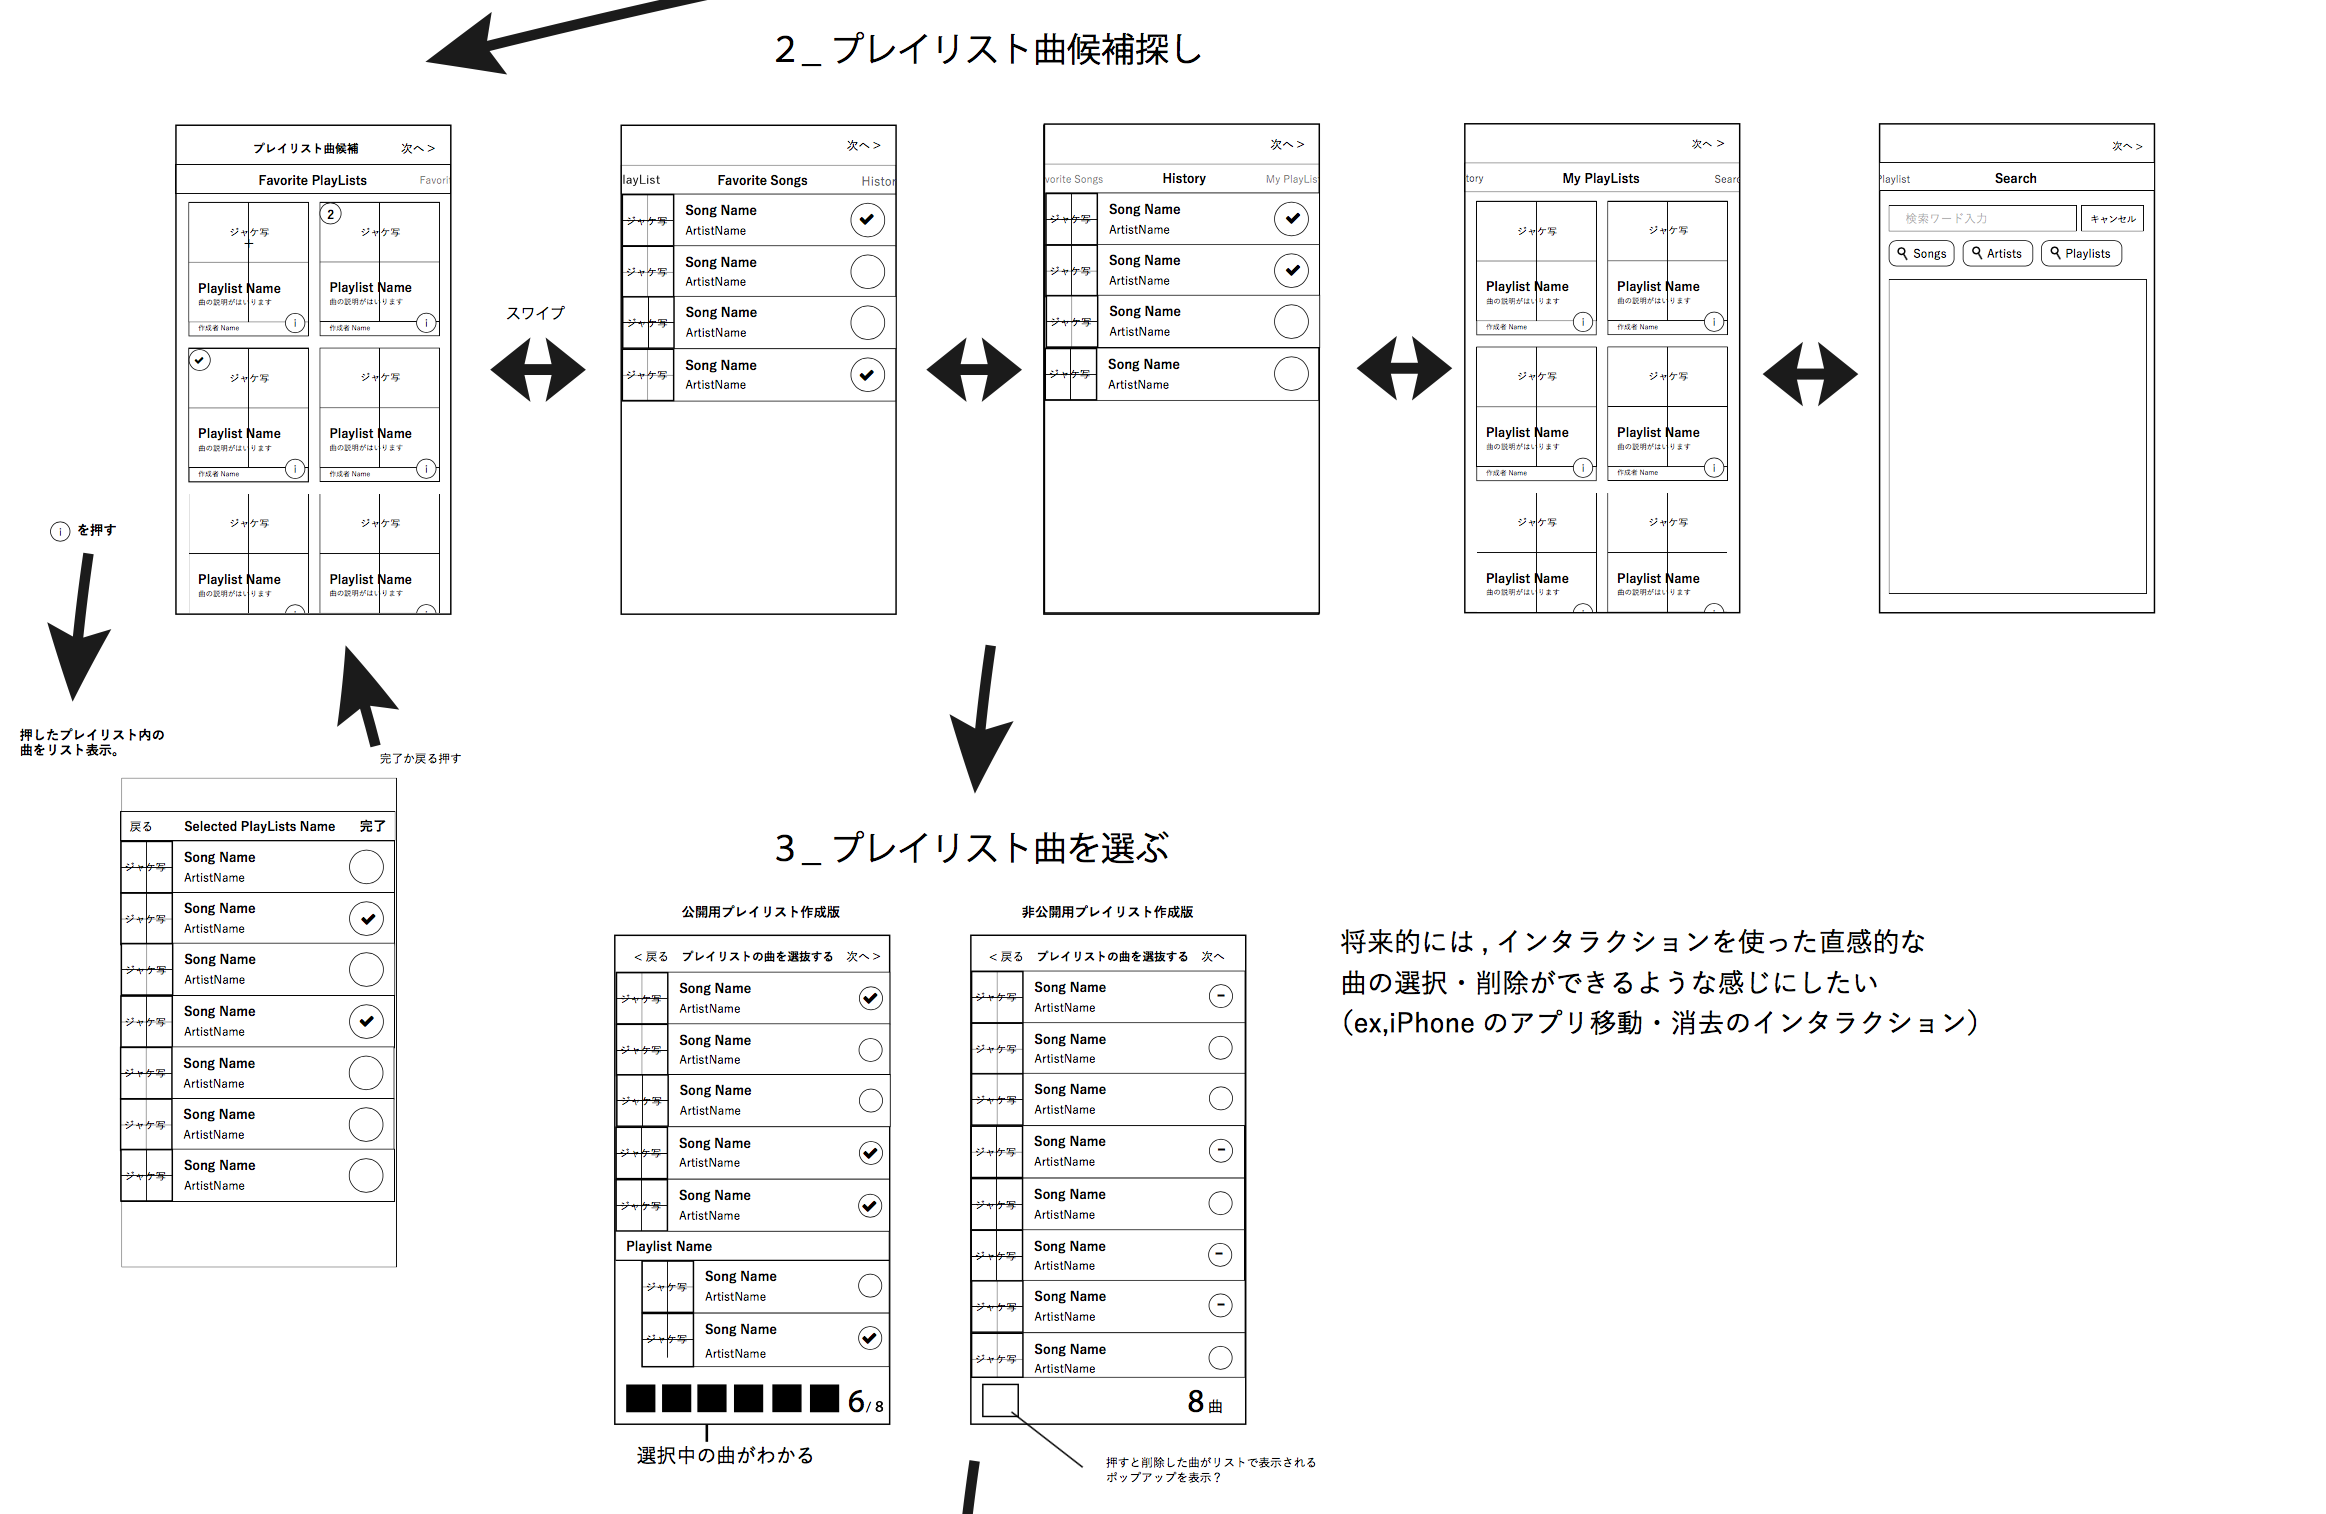 2_プレイリスト曲候補探し
プレイリスト曲候補
次へ >
Favorite PlayLists
Favori
ジャケ写
2
ジャケ写
Playlist Name
曲の説明がはいります
作成者 Name
i
Playlist Name
曲の説明がはいります
作成者 Name
i
ジャケ写
ジャケ写
Playlist Name
曲の説明がはいります
作成者 Name
i
Playlist Name
曲の説明がはいります
作成者 Name
i
ジャケ写
ジャケ写
Playlist Name
曲の説明がはいります
Playlist Name
曲の説明がはいります
スワイプ
次へ >
layList
Favorite Songs
Histor
ジャケ写
Song Name
ArtistName
ジャケ写
Song Name
ArtistName
ジャケ写
Song Name
ArtistName
ジャケ写
Song Name
ArtistName
次へ >
vorite Songs
History
My PlayLis
ジャケ写
Song Name
ArtistName
ジャケ写
Song Name
ArtistName
ジャケ写
Song Name
ArtistName
ジャケ写
Song Name
ArtistName
次へ >
tory
My PlayLists
Searc
ジャケ写
ジャケ写
Playlist Name
曲の説明がはいります
作成者 Name
i
Playlist Name
曲の説明がはいります
作成者 Name
i
ジャケ写
ジャケ写
Playlist Name
曲の説明がはいります
作成者 Name
i
Playlist Name
曲の説明がはいります
作成者 Name
i
ジャケ写
ジャケ写
Playlist Name
曲の説明がはいります
Playlist Name
曲の説明がはいります
次へ >
Playlist
Search
検索ワード入力
キャンセル
Songs
Artists
Playlists
i を押す
押したプレイリスト内の
曲をリスト表示。
完了か戻る押す
戻る
Selected PlayLists Name
完了
ジャケ写
Song Name
ArtistName
ジャケ写
Song Name
ArtistName
ジャケ写
Song Name
ArtistName
ジャケ写
Song Name
ArtistName
ジャケ写
Song Name
ArtistName
ジャケ写
Song Name
ArtistName
ジャケ写
Song Name
ArtistName
3_プレイリスト曲を選ぶ
公開用プレイリスト作成版
< 戻る
プレイリストの曲を選抜する
次へ >
ジャケ写
Song Name
ArtistName
ジャケ写
Song Name
ArtistName
ジャケ写
Song Name
ArtistName
ジャケ写
Song Name
ArtistName
ジャケ写
Song Name
ArtistName
Playlist Name
ジャケ写
Song Name
ArtistName
ジャケ写
Song Name
ArtistName
6/ 8
選択中の曲がわかる
非公開用プレイリスト作成版
< 戻る
プレイリストの曲を選抜する
次へ
ジャケ写
Song Name
ArtistName
ジャケ写
Song Name
ArtistName
ジャケ写
Song Name
ArtistName
ジャケ写
Song Name
ArtistName
ジャケ写
Song Name
ArtistName
ジャケ写
Song Name
ArtistName
ジャケ写
Song Name
ArtistName
ジャケ写
Song Name
ArtistName
8 曲
押すと削除した曲がリストで表示される
ポップアップを表示？
将来的には , インタラクションを使った直感的な
曲の選択・削除ができるような感じにしたい
（ex,iPhone のアプリ移動・消去のインタラクション）